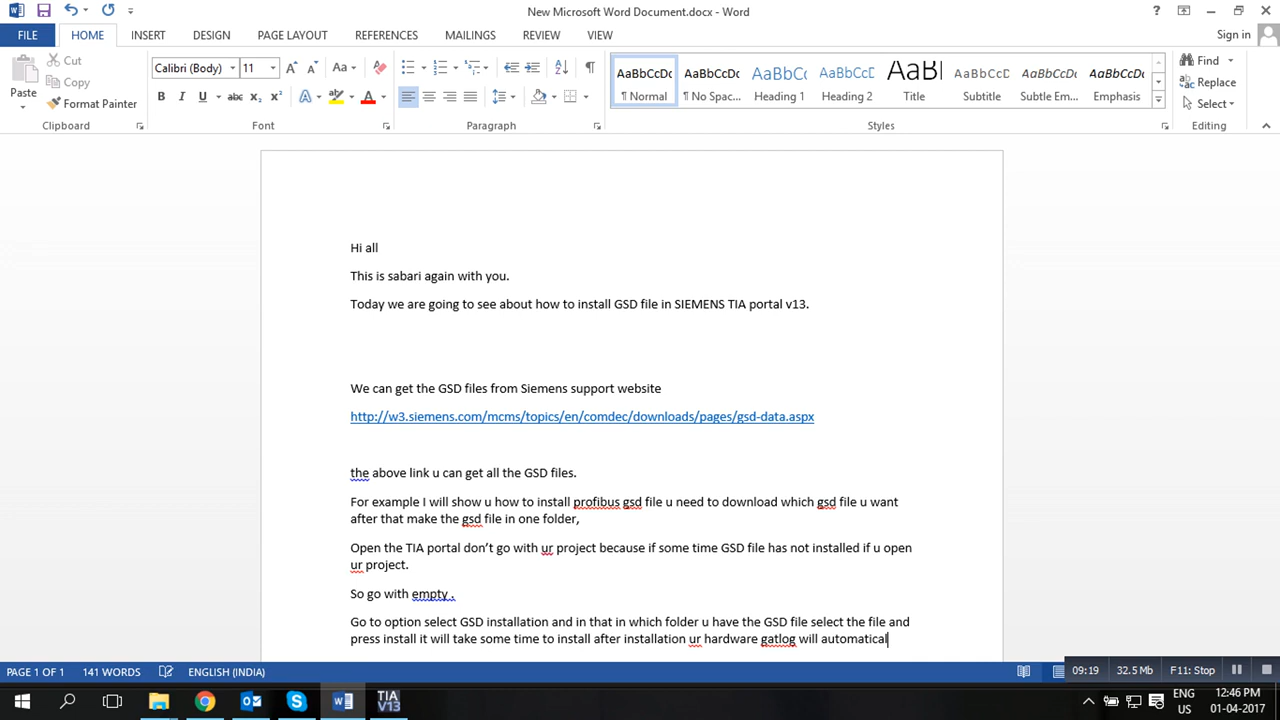 New Microsoft Word Document.docx - Word
Sign in
FILE HOME INSERT DESIGN PAGE LAYOUT REFERENCES MAILINGS REVIEW VIEW
Paste
Cut
Copy
Format Painter
Clipboard
Calibri (Body) 11
Font
Paragraph
AaBbCcDc AaBbCcDc AaBbCc AaBbCcD AaBl AaBbCcD AaBbCcDc AaBbCcDc
¶ Normal ¶ No Spac... Heading 1 Heading 2 Title Subtitle Subtle Em... Emphasis
Styles
Find
Replace
Select
Editing
Hi all
This is sabari again with you.
Today we are going to see about how to install GSD file in SIEMENS TIA portal v13.
We can get the GSD files from Siemens support website
http://w3.siemens.com/mcms/topics/en/comdec/downloads/pages/gsd-data.aspx
the above link u can get all the GSD files.
For example I will show u how to install profibus gsd file u need to download which gsd file u want
after that make the gsd file in one folder,
Open the TIA portal don't go with ur project because if some time GSD file has not installed if u open
ur project.
So go with empty .
Go to option select GSD installation and in that in which folder u have the GSD file select the file and
press install it will take some time to install after installation ur hardware gatlog will automatical
PAGE 1 OF 1 141 WORDS ENGLISH (INDIA)
09:19 32.5 Mb F11: Stop
TIA
V13
ENG
US
12:46 PM
01-04-2017